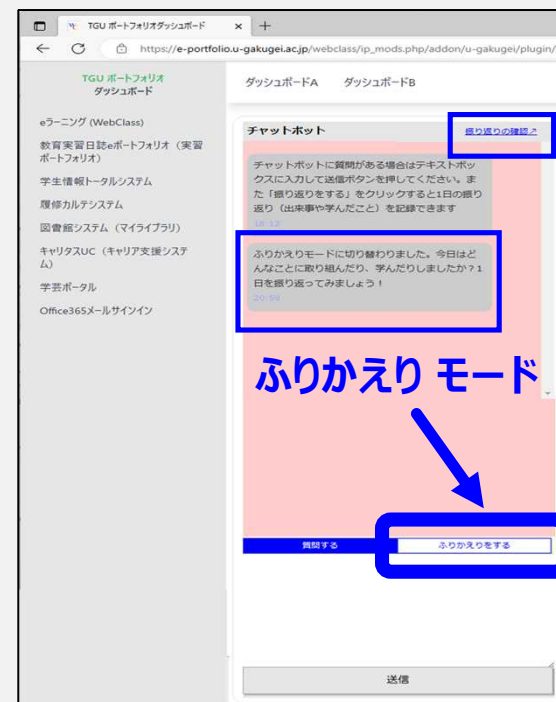 TGU ポートフォリオダッシュボード
https://e-portfolio.u-gakugei.ac.jp/webclass/ip_mods.php/addon/u-gakugei/plugin/
TGU ポートフォリオ
ダッシュボード
eラーニング (WebClass)
教育実習日誌eポートフォリオ（実習
ポートフォリオ）
学生情報トータルシステム
履修カルテシステム
図書館システム（マイライブラリ）
キャリタスUC（キャリア支援システ
ム）
学芸ポータル
Office365メールサインイン
ダッシュボードA ダッシュボードB
チャットボット 振り返りの確認
チャットボットに質問がある場合はテキストボッ
クスに入力して送信ボタンを押してください。ま
た「振り返りをする」をクリックすると1日の振り
返り（出来事や学んだこと）を記録できます
ふりかえりモードに切り替わりました。今日はど
んなことに取り組んだり、学んだりしましたか？1
日を振り返ってみましょう！
ふりかえり モード
質問する ふりかえりをする
送信